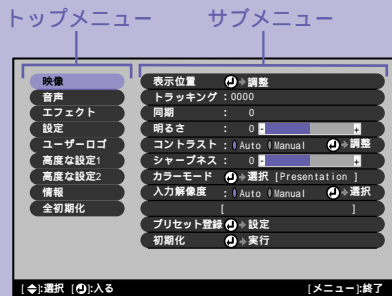 トップメニュー サブメニュー
映像
音声
エフェクト
設定
ユーザーロゴ
高度な設定1
高度な設定2
情報
全初期化
表示位置 調整
トラッキング : 0000
同期 : 0
明るさ : 0 - +
コントラスト : Auto Manual 調整
シャープネス : 0 - +
カラーモード 選択 [Presentation ]
入力解像度 : Auto Manual 選択
[ ]
プリセット登録 設定
初期化 実行
[ ]:選択 [ ]:入る [メニュー]:終了